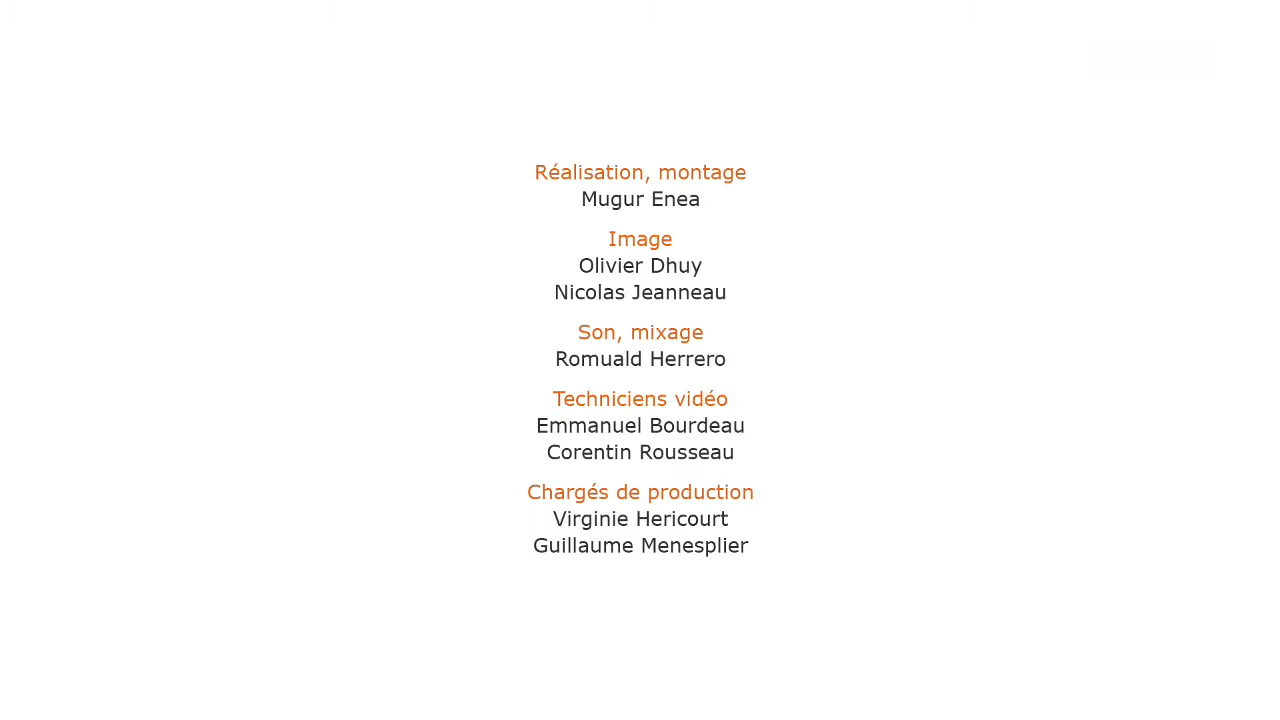 Réalisation, montage
Mugur Enea
Image
Olivier Dhuy
Nicolas Jeanneau
Son, mixage
Romuald Herrero
Techniciens vidéo
Emmanuel Bourdeau
Corentin Rousseau
Chargés de production
Virginie Hericourt
Guillaume Menesplier